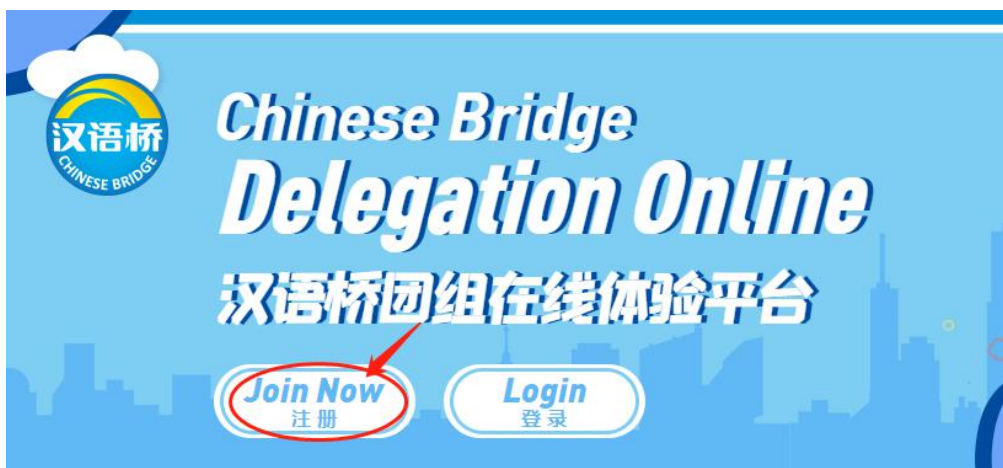 汉语桥
CHINESE BRIDGE
Chinese Bridge
Delegation Online
汉语桥团组在线体验平台
Join Now
注册
Login
登录